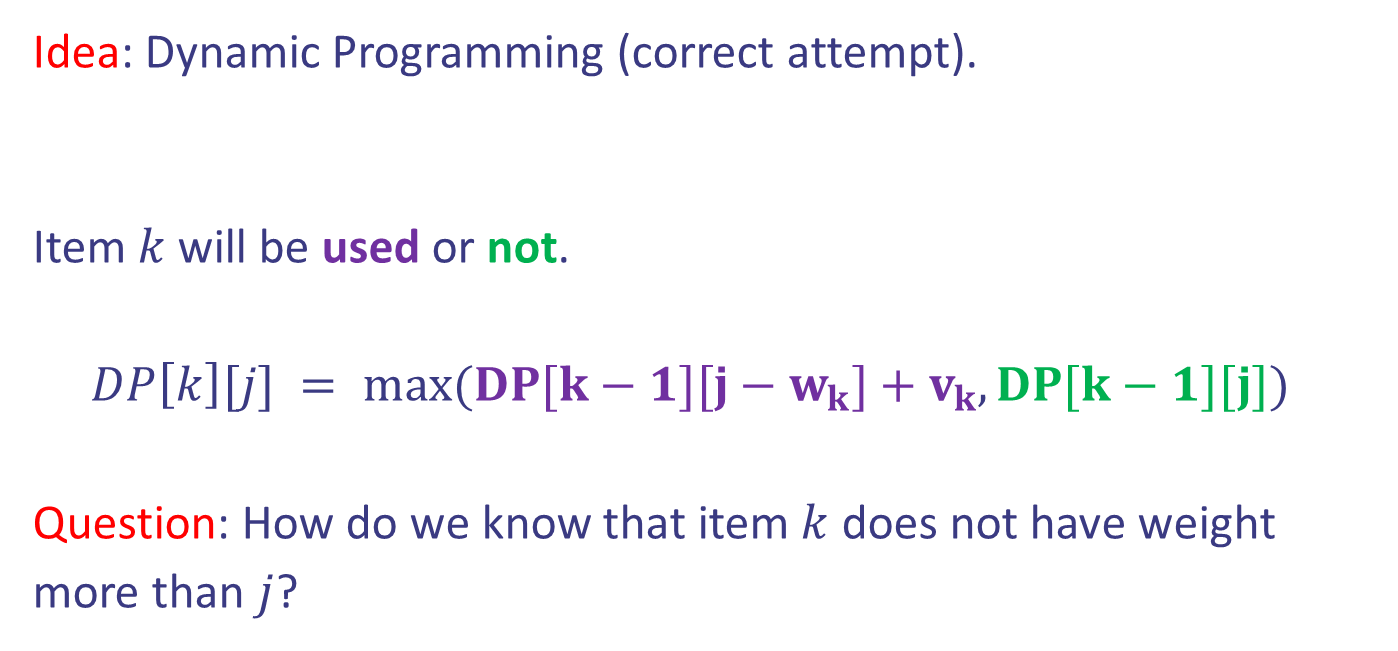 Idea: Dynamic Programming (correct attempt).
Item k will be used or not.
DP[k][j] = max(DP[k − 1][j − wₖ] + vₖ, DP[k − 1][j])
Question: How do we know that item k does not have weight
more than j?